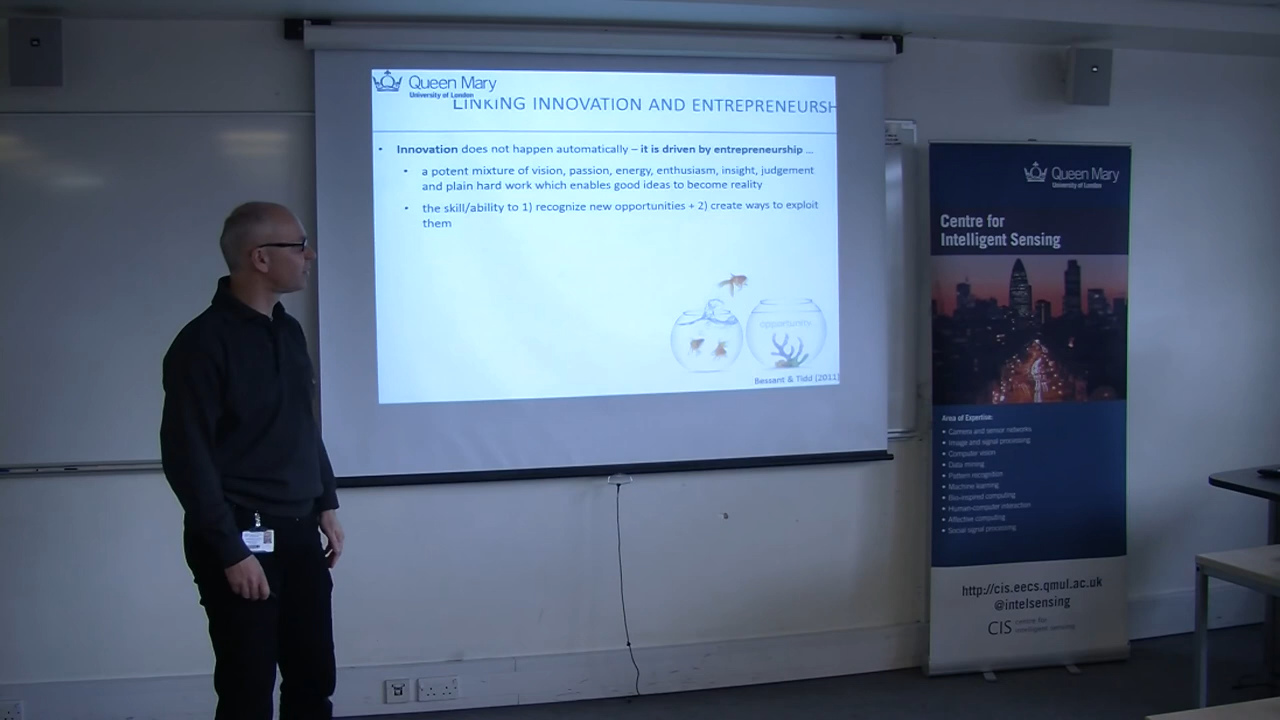 Queen Mary
University of London
LINKING INNOVATION AND ENTREPRENEURSH
• Innovation does not happen automatically – it is driven by entrepreneurship ...
• a potent mixture of vision, passion, energy, enthusiasm, insight, judgement
and plain hard work which enables good ideas to become reality
• the skill/ability to 1) recognize new opportunities + 2) create ways to exploit
them
opportunity
Bessant & Tidd (2011)
Queen Mary
University of London
Centre for
Intelligent Sensing
Area of Expertise:
• Camera and sensor networks
• Image and signal processing
• Computer vision
• Data mining
• Pattern recognition
• Machine learning
• Bio-inspired computing
• Human-computer interaction
• Affective computing
• Social signal processing
http://cis.eecs.qmul.ac.uk
@intelsensing
CIS centre for
intelligent sensing